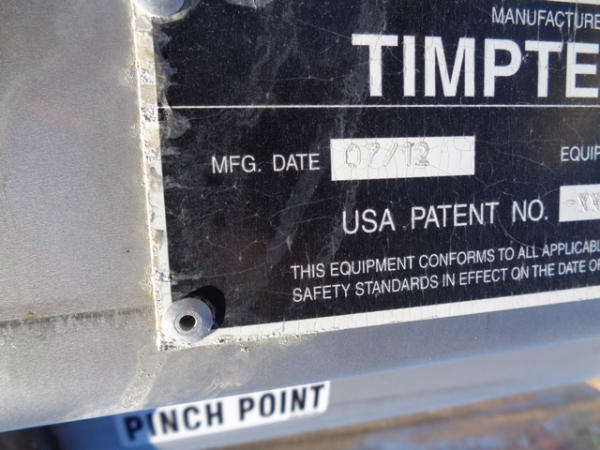 MANUFACTURE
TIMPTE
MFG. DATE 07/12 EQUIP
USA PATENT NO.
THIS EQUIPMENT CONFORMS TO ALL APPLICABL
SAFETY STANDARDS IN EFFECT ON THE DATE OF
PINCH POINT